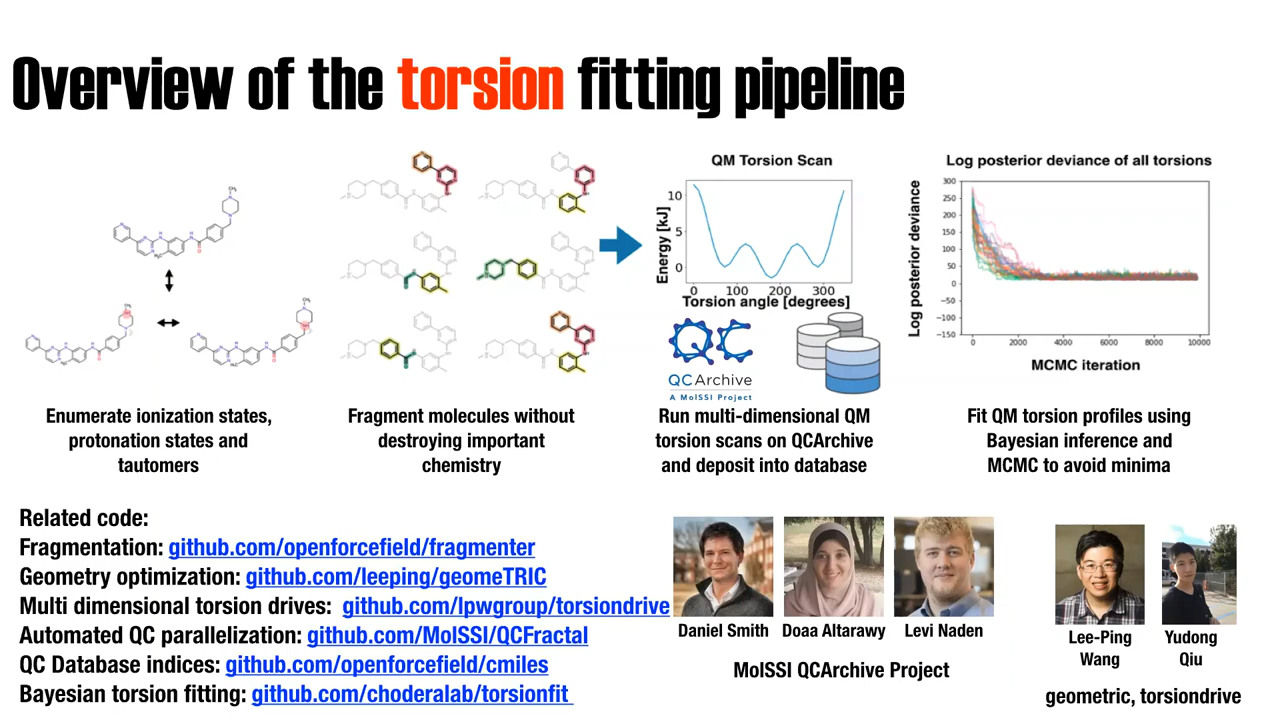 Overview of the torsion fitting pipeline
Enumerate ionization states,
protonation states and
tautomers
Fragment molecules without
destroying important
chemistry
QM Torsion Scan
Energy [kJ]
10
5
0
0 100 200 300
Torsion angle [degrees]
QCArchive
A MolSSI Project
Run multi-dimensional QM
torsion scans on QCArchive
and deposit into database
Log posterior deviance of all torsions
Log posterior deviance
300
250
200
150
100
50
0
−50
−100
−150
0 2000 4000 6000 8000 10000
MCMC iteration
Fit QM torsion profiles using
Bayesian inference and
MCMC to avoid minima
Related code:
Fragmentation: github.com/openforcefield/fragmenter
Geometry optimization: github.com/leeping/geomeTRIC
Multi dimensional torsion drives: github.com/lpwgroup/torsiondrive
Automated QC parallelization: github.com/MolSSI/QCFractal
QC Database indices: github.com/openforcefield/cmiles
Bayesian torsion fitting: github.com/choderalab/torsionfit
Daniel Smith
Doaa Altarawy
Levi Naden
MolSSI QCArchive Project
Lee-Ping
Wang
Yudong
Qiu
geometric, torsiondrive